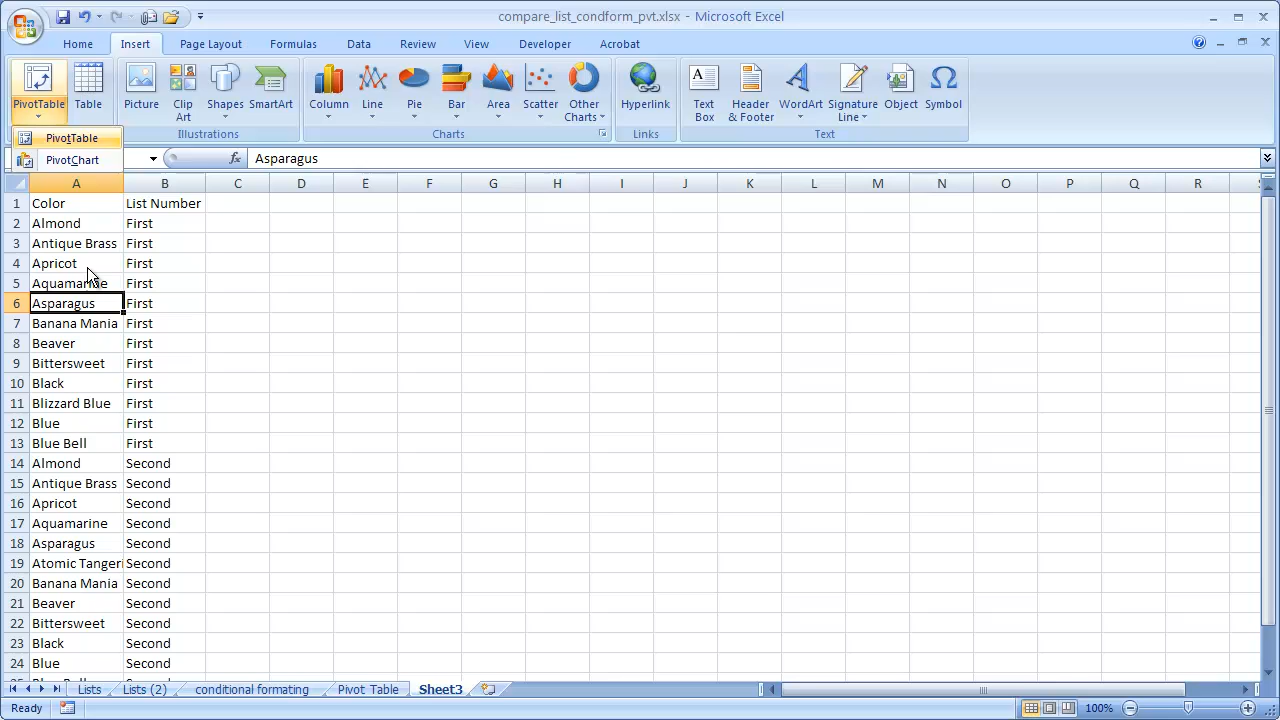 compare_list_condform_pvt.xlsx - Microsoft Excel
Home Insert Page Layout Formulas Data Review View Developer Acrobat
PivotTable Table Picture Clip Art Shapes SmartArt Column Line Pie Bar Area Scatter Other Charts Hyperlink Text Box Header & Footer WordArt Signature Line Object Symbol
Illustrations Charts Links Text
PivotTable
PivotChart
fx Asparagus
A B C D E F G H I J K L M N O P Q R
1 Color List Number
2 Almond First
3 Antique Brass First
4 Apricot First
5 Aquamarine First
6 Asparagus First
7 Banana Mania First
8 Beaver First
9 Bittersweet First
10 Black First
11 Blizzard Blue First
12 Blue First
13 Blue Bell First
14 Almond Second
15 Antique Brass Second
16 Apricot Second
17 Aquamarine Second
18 Asparagus Second
19 Atomic Tangeri Second
20 Banana Mania Second
21 Beaver Second
22 Bittersweet Second
23 Black Second
24 Blue Second
Lists Lists (2) conditional formating Pivot Table Sheet3
Ready 100%